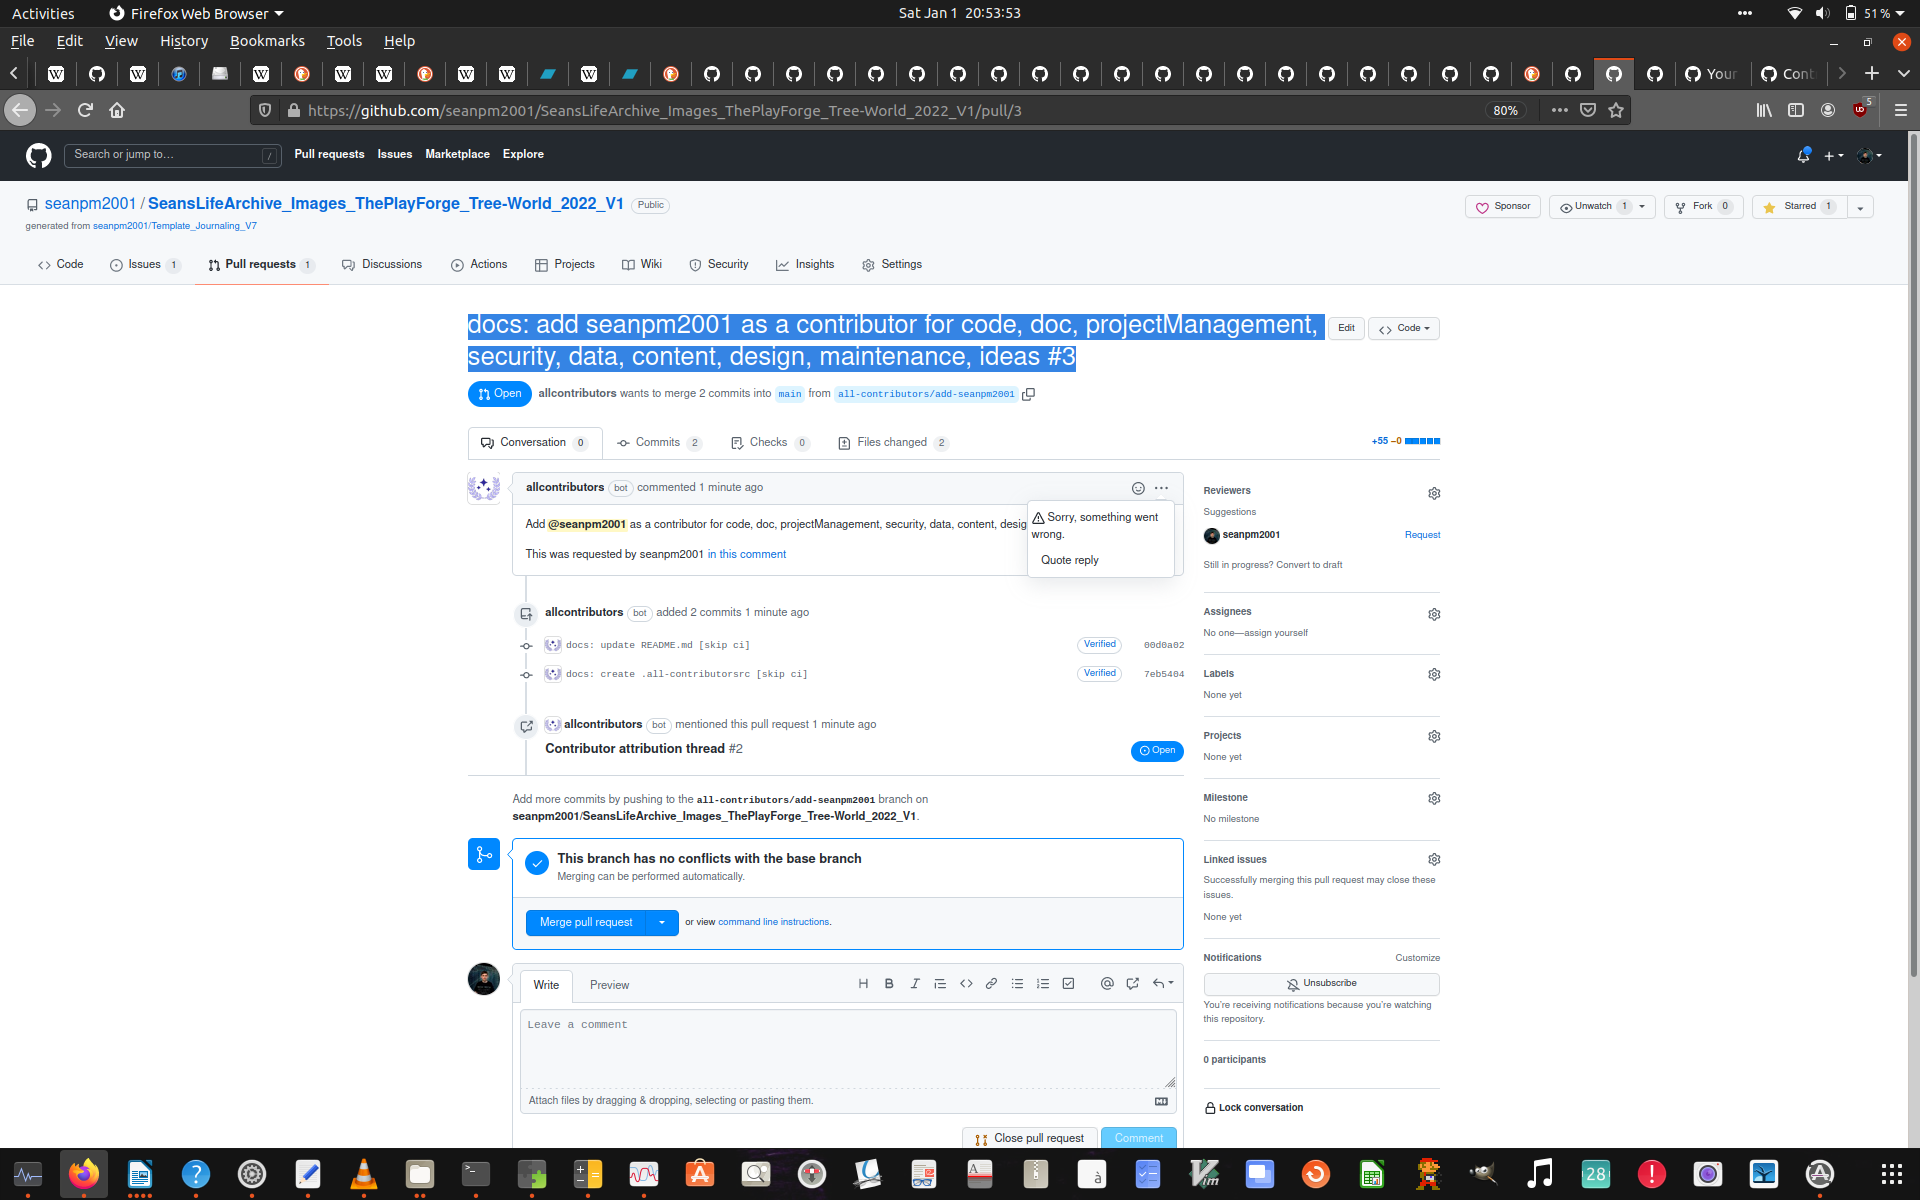 Activities
Firefox Web Browser
Sat Jan 1 20:53:53
51 %
File Edit View History Bookmarks Tools Help
Your
Cont
https://github.com/seanpm2001/SeansLifeArchive_Images_ThePlayForge_Tree-World_2022_V1/pull/3
80%
5
Search or jump to…
/
Pull requests Issues Marketplace Explore
seanpm2001 / SeansLifeArchive_Images_ThePlayForge_Tree-World_2022_V1 Public
Sponsor
Unwatch 1
Fork 0
Starred 1
generated from seanpm2001/Template_Journaling_V7
Code
Issues 1
Pull requests 1
Discussions
Actions
Projects
Wiki
Security
Insights
Settings
docs: add seanpm2001 as a contributor for code, doc, projectManagement,
security, data, content, design, maintenance, ideas #3
Edit
Code
Open
allcontributors wants to merge 2 commits into main from all-contributors/add-seanpm2001
Conversation 0
Commits 2
Checks 0
Files changed 2
+55 −0
allcontributors bot commented 1 minute ago
Add @seanpm2001 as a contributor for code, doc, projectManagement, security, data, content, desig
This was requested by seanpm2001 in this comment
Sorry, something went
wrong.
Quote reply
allcontributors bot added 2 commits 1 minute ago
docs: update README.md [skip ci]
Verified
00d0a02
docs: create .all-contributorsrc [skip ci]
Verified
7eb5404
allcontributors bot mentioned this pull request 1 minute ago
Contributor attribution thread #2
Open
Add more commits by pushing to the all-contributors/add-seanpm2001 branch on
seanpm2001/SeansLifeArchive_Images_ThePlayForge_Tree-World_2022_V1.
This branch has no conflicts with the base branch
Merging can be performed automatically.
Merge pull request
or view command line instructions.
Write
Preview
Leave a comment
Attach files by dragging & dropping, selecting or pasting them.
Close pull request
Comment
Reviewers
Suggestions
seanpm2001
Request
Still in progress? Convert to draft
Assignees
No one—assign yourself
Labels
None yet
Projects
None yet
Milestone
No milestone
Linked issues
Successfully merging this pull request may close these
issues.
None yet
Notifications
Customize
Unsubscribe
You're receiving notifications because you're watching
this repository.
0 participants
Lock conversation
28